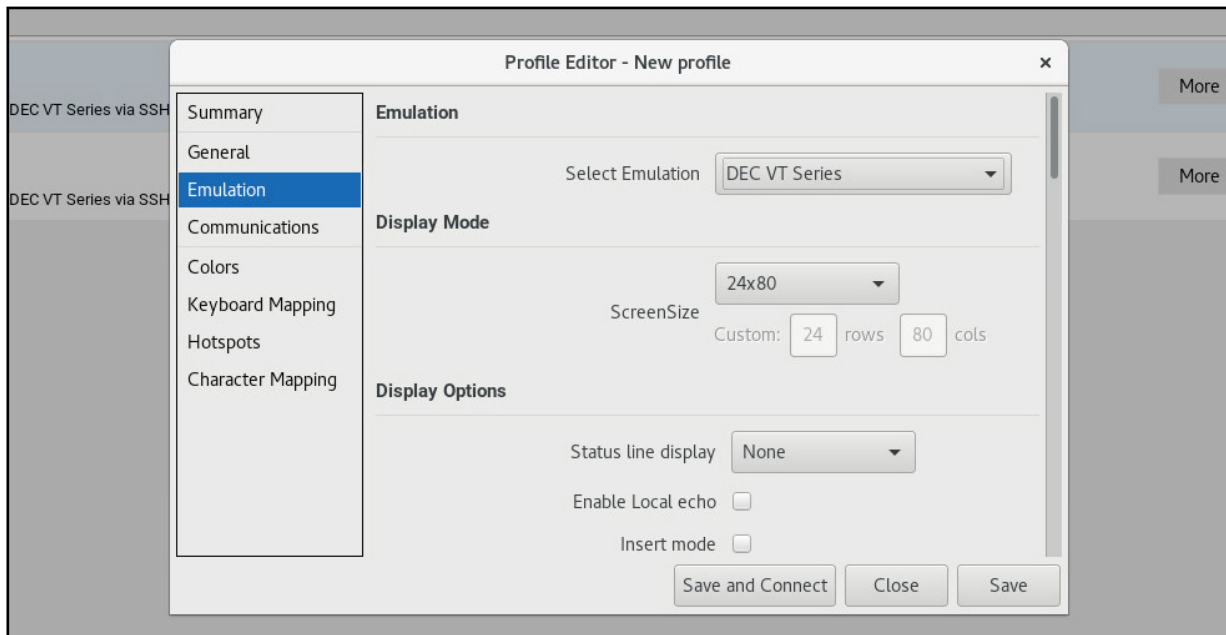 Profile Editor - New profile ×
More
DEC VT Series via SSH
More
DEC VT Series via SSH
Summary
General
Emulation
Communications
Colors
Keyboard Mapping
Hotspots
Character Mapping
Emulation
Select Emulation DEC VT Series
Display Mode
24x80
ScreenSize
Custom: 24 rows 80 cols
Display Options
Status line display None
Enable Local echo
Insert mode
Save and Connect Close Save